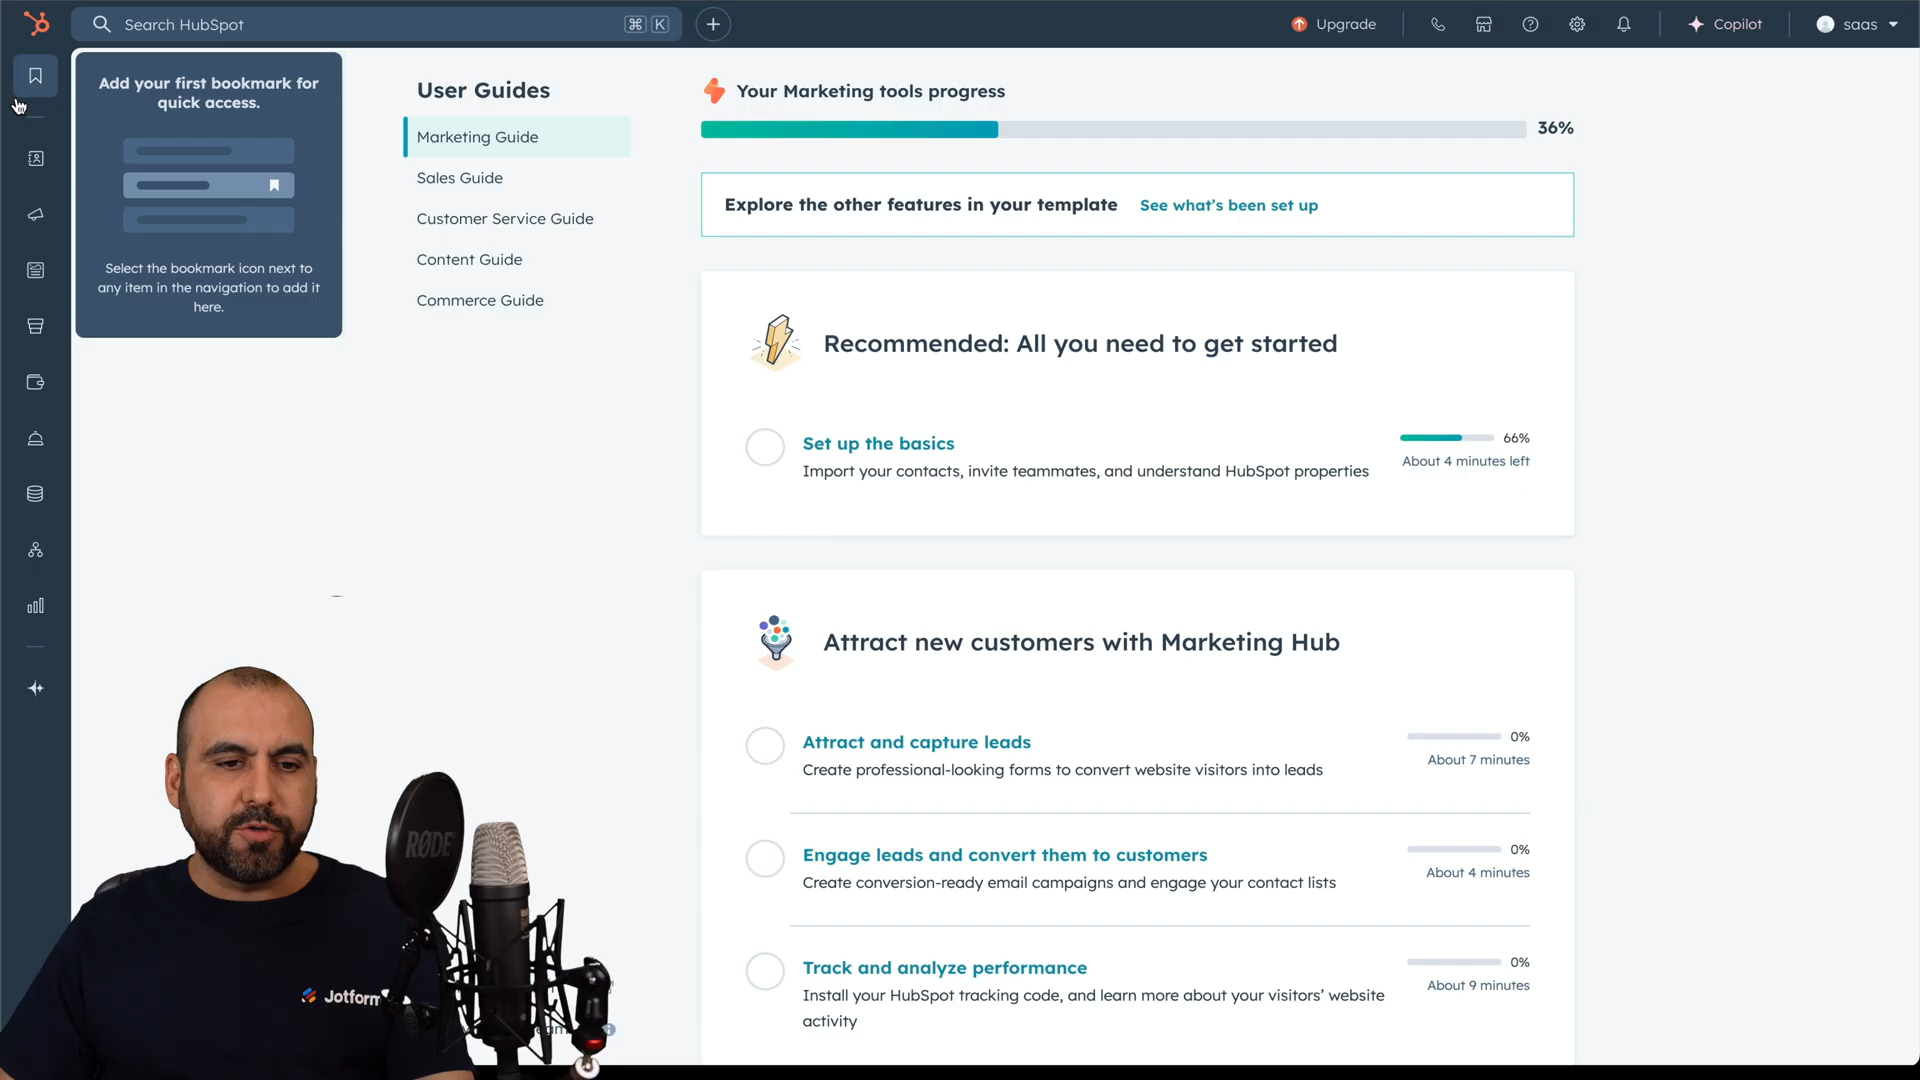 Search HubSpot
⌘ K
Upgrade
Copilot
saas
Add your first bookmark for
quick access.
Select the bookmark icon next to
any item in the navigation to add it
here.
User Guides
Marketing Guide
Sales Guide
Customer Service Guide
Content Guide
Commerce Guide
Your Marketing tools progress
36%
Explore the other features in your template
See what's been set up
Recommended: All you need to get started
Set up the basics
66%
Import your contacts, invite teammates, and understand HubSpot properties
About 4 minutes left
Attract new customers with Marketing Hub
Attract and capture leads
0%
Create professional-looking forms to convert website visitors into leads
About 7 minutes
Engage leads and convert them to customers
0%
Create conversion-ready email campaigns and engage your contact lists
About 4 minutes
Track and analyze performance
0%
Install your HubSpot tracking code, and learn more about your visitors' website
activity
About 9 minutes
RØDE
Jotform